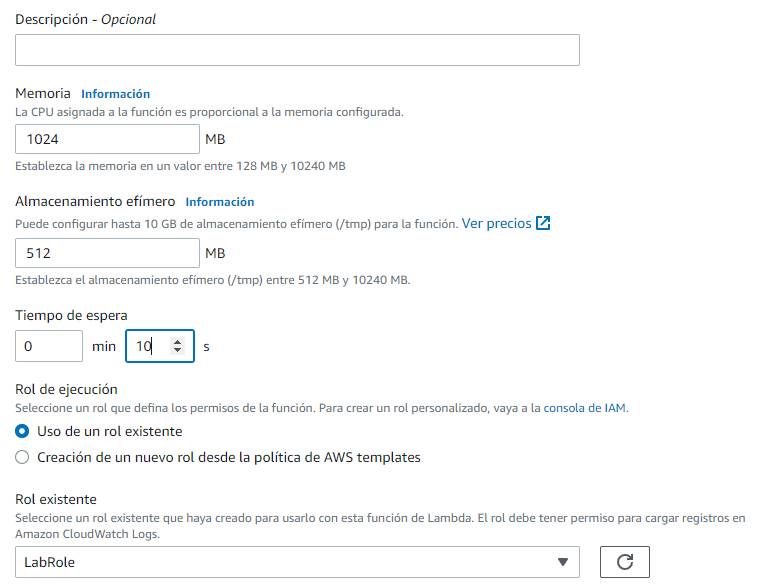 Descripción - Opcional
Memoria Información
La CPU asignada a la función es proporcional a la memoria configurada.
1024 MB
Establezca la memoria en un valor entre 128 MB y 10240 MB
Almacenamiento efímero Información
Puede configurar hasta 10 GB de almacenamiento efímero (/tmp) para la función. Ver precios
512 MB
Establezca el almacenamiento efímero (/tmp) entre 512 MB y 10240 MB.
Tiempo de espera
0 min 10 s
Rol de ejecución
Seleccione un rol que defina los permisos de la función. Para crear un rol personalizado, vaya a la consola de IAM.
Uso de un rol existente
Creación de un nuevo rol desde la política de AWS templates
Rol existente
Seleccione un rol existente que haya creado para usarlo con esta función de Lambda. El rol debe tener permiso para cargar registros en
Amazon CloudWatch Logs.
LabRole